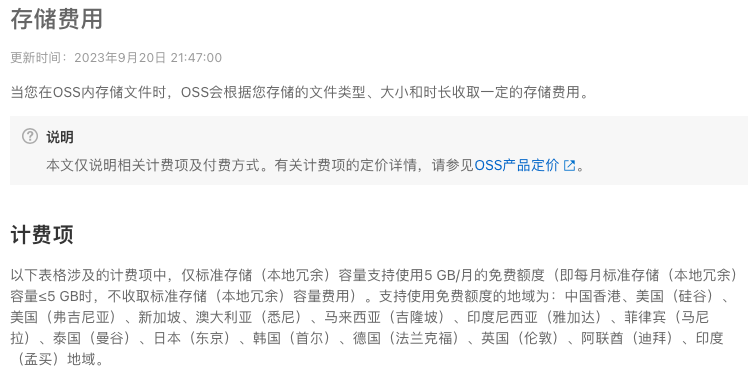 存储费用
更新时间：2023年9月20日 21:47:00
当您在OSS内存储文件时，OSS会根据您存储的文件类型、大小和时长收取一定的存储费用。
说明
本文仅说明相关计费项及付费方式。有关计费项的定价详情，请参见OSS产品定价。
计费项
以下表格涉及的计费项中，仅标准存储（本地冗余）容量支持使用5 GB/月的免费额度（即每月标准存储（本地冗余）
容量≤5 GB时，不收取标准存储（本地冗余）容量费用）。支持使用免费额度的地域为：中国香港、美国（硅谷）、
美国（弗吉尼亚）、新加坡、澳大利亚（悉尼）、马来西亚（吉隆坡）、印度尼西亚（雅加达）、菲律宾（马尼
拉）、泰国（曼谷）、日本（东京）、韩国（首尔）、德国（法兰克福）、英国（伦敦）、阿联酋（迪拜）、印度
（孟买）地域。